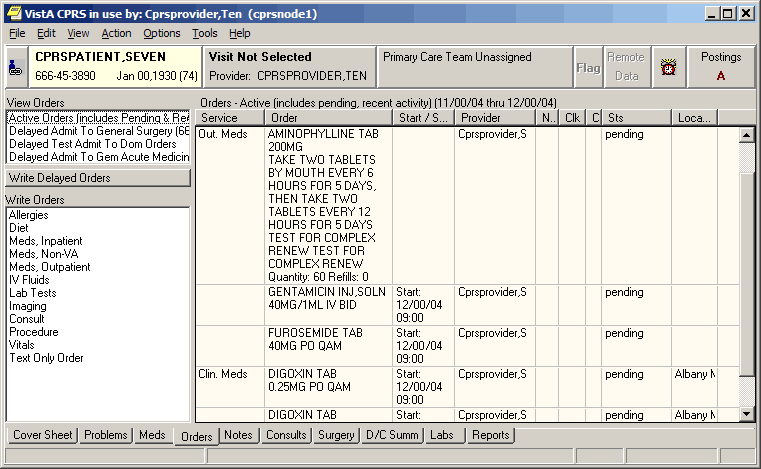 VistA CPRS in use by: Cprsprovider,Ten (cprsnode1)
File Edit View Action Options Tools Help
CPRSPATIENT,SEVEN
666-45-3890 Jan 00,1930 (74)
Visit Not Selected
Provider: CPRSPROVIDER,TEN
Primary Care Team Unassigned
Flag
Remote
Data
Postings
A
View Orders
Active Orders (includes Pending & Re
Delayed Admit To General Surgery (66
Delayed Test Admit To Dom Orders
Delayed Admit To Gem Acute Medicin
Write Delayed Orders
Write Orders
Allergies
Diet
Meds, Inpatient
Meds, Non-VA
Meds, Outpatient
IV Fluids
Lab Tests
Imaging
Consult
Procedure
Vitals
Text Only Order
Orders - Active (includes pending, recent activity) (11/00/04 thru 12/00/04)
Service Order Start / S... Provider N.. Clk C Sts Loca...
Out. Meds AMINOPHYLLINE TAB Cprsprovider,S pending
200MG
TAKE TWO TABLETS
BY MOUTH EVERY 6
HOURS FOR 5 DAYS,
THEN TAKE TWO
TABLETS EVERY 12
HOURS FOR 5 DAYS
TEST FOR COMPLEX
RENEW TEST FOR
COMPLEX RENEW
Quantity: 60 Refills: 0
GENTAMICIN INJ,SOLN Start: Cprsprovider,S pending
40MG/1ML IV BID 12/00/04
09:00
FUROSEMIDE TAB Start: Cprsprovider,S pending
40MG PO QAM 12/00/04
09:00
Clin. Meds DIGOXIN TAB Start: Cprsprovider,S pending Albany M
0.25MG PO QAM 12/00/04
09:00
DIGOXIN TAB Start: Cprsprovider,S pending Albany M
Cover Sheet Problems Meds Orders Notes Consults Surgery D/C Summ Labs Reports